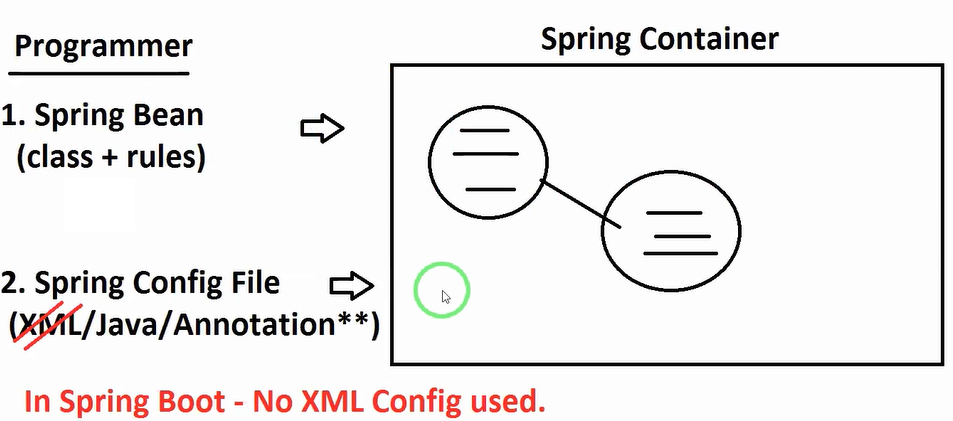 Programmer
Spring Container
1. Spring Bean
(class + rules)
2. Spring Config File
(XML/Java/Annotation**)
In Spring Boot - No XML Config used.